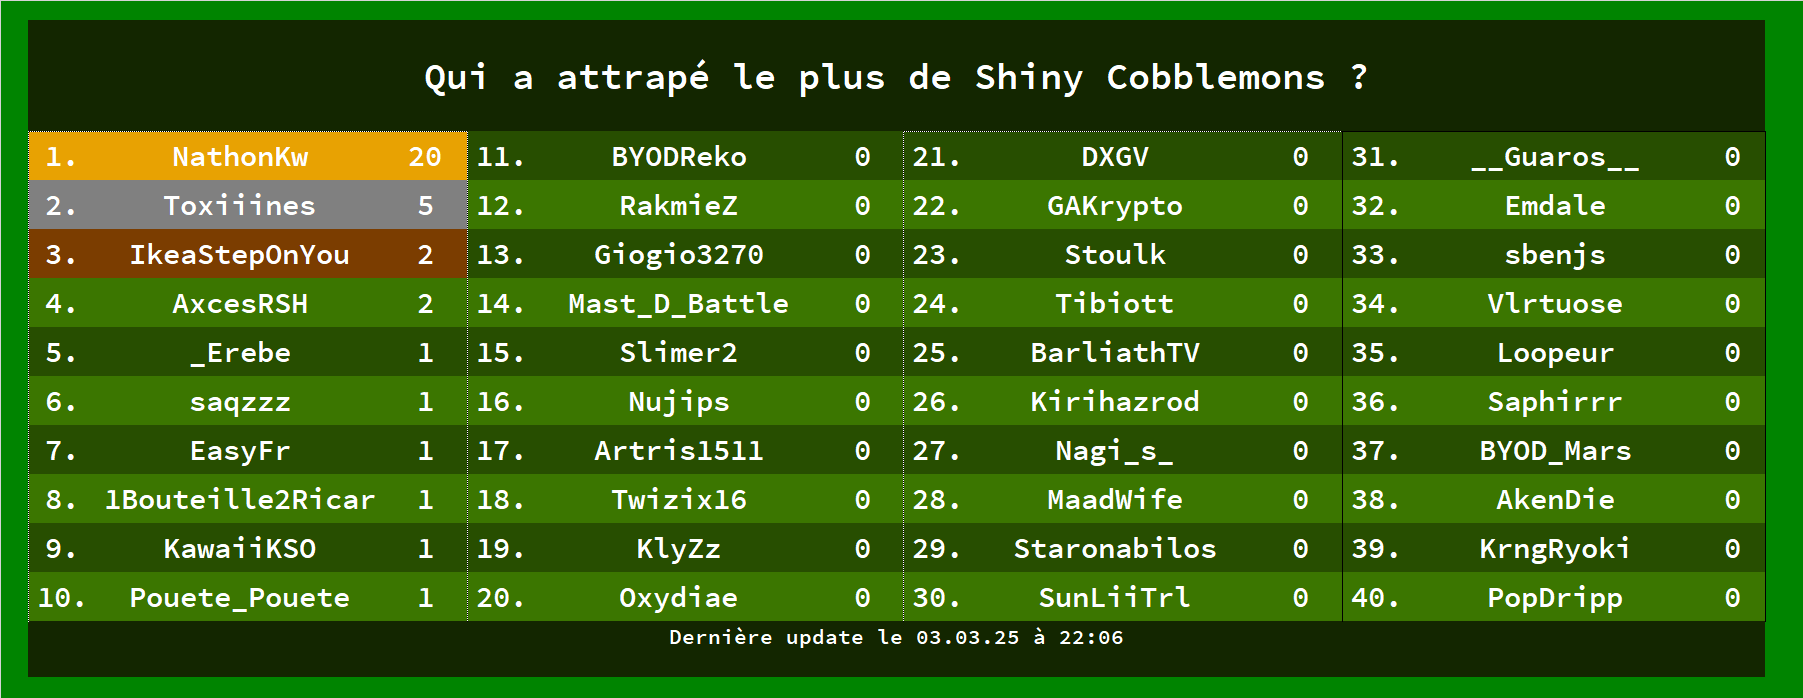 Qui a attrapé le plus de Shiny Cobblemons ?
1. NathonKw 20
2. Toxiiines 5
3. IkeaStepOnYou 2
4. AxcesRSH 2
5. _Erebe 1
6. saqzzz 1
7. EasyFr 1
8. 1Bouteille2Ricar 1
9. KawaiiKSO 1
10. Pouete_Pouete 1
11. BYODReko 0
12. RakmieZ 0
13. Giogio3270 0
14. Mast_D_Battle 0
15. Slimer2 0
16. Nujips 0
17. Artris1511 0
18. Twizix16 0
19. KlyZz 0
20. Oxydiae 0
21. DXGV 0
22. GAKrypto 0
23. Stoulk 0
24. Tibiott 0
25. BarliathTV 0
26. Kirihazrod 0
27. Nagi_s_ 0
28. MaadWife 0
29. Staronabilos 0
30. SunLiiTrl 0
31. __Guaros__ 0
32. Emdale 0
33. sbenjs 0
34. Vlrtuose 0
35. Loopeur 0
36. Saphirrr 0
37. BYOD_Mars 0
38. AkenDie 0
39. KrngRyoki 0
40. PopDripp 0
Dernière update le 03.03.25 à 22:06